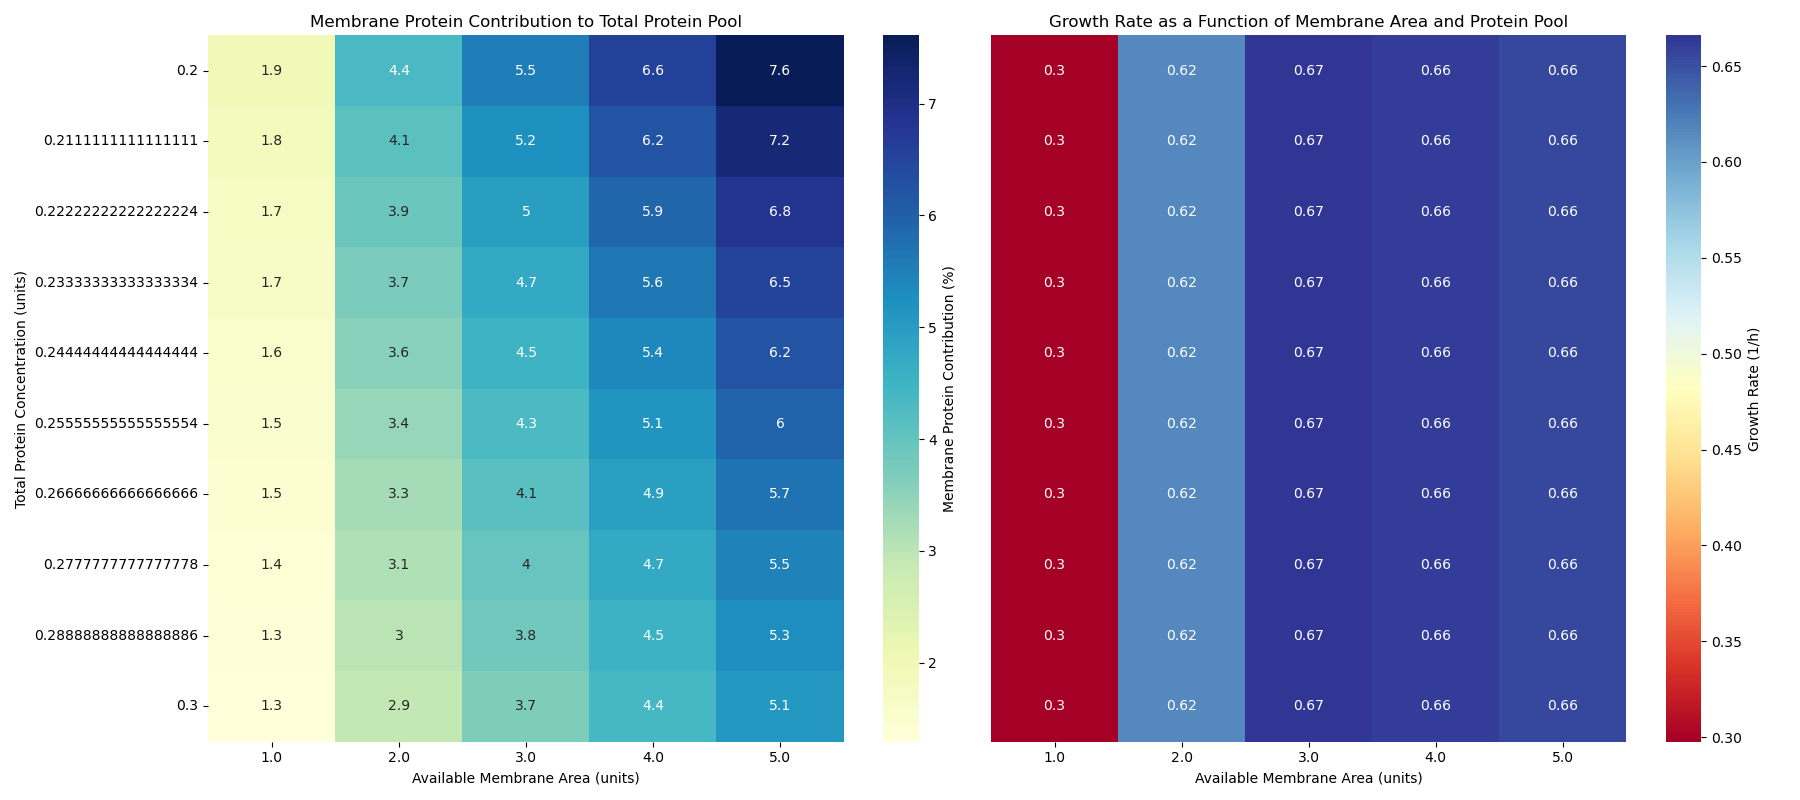 Membrane Protein Contribution to Total Protein Pool
Total Protein Concentration (units)
0.2 1.9 4.4 5.5 6.6 7.6
0.2111111111111111 1.8 4.1 5.2 6.2 7.2
0.22222222222222224 1.7 3.9 5 5.9 6.8
0.23333333333333334 1.7 3.7 4.7 5.6 6.5
0.24444444444444444 1.6 3.6 4.5 5.4 6.2
0.25555555555555554 1.5 3.4 4.3 5.1 6
0.26666666666666666 1.5 3.3 4.1 4.9 5.7
0.2777777777777778 1.4 3.1 4 4.7 5.5
0.28888888888888886 1.3 3 3.8 4.5 5.3
0.3 1.3 2.9 3.7 4.4 5.1
1.0 2.0 3.0 4.0 5.0
Available Membrane Area (units)
7
6
5
4
3
2
Membrane Protein Contribution (%)
Growth Rate as a Function of Membrane Area and Protein Pool
0.3 0.62 0.67 0.66 0.66
0.3 0.62 0.67 0.66 0.66
0.3 0.62 0.67 0.66 0.66
0.3 0.62 0.67 0.66 0.66
0.3 0.62 0.67 0.66 0.66
0.3 0.62 0.67 0.66 0.66
0.3 0.62 0.67 0.66 0.66
0.3 0.62 0.67 0.66 0.66
0.3 0.62 0.67 0.66 0.66
0.3 0.62 0.67 0.66 0.66
1.0 2.0 3.0 4.0 5.0
Available Membrane Area (units)
0.65
0.60
0.55
0.50
0.45
0.40
0.35
0.30
Growth Rate (1/h)